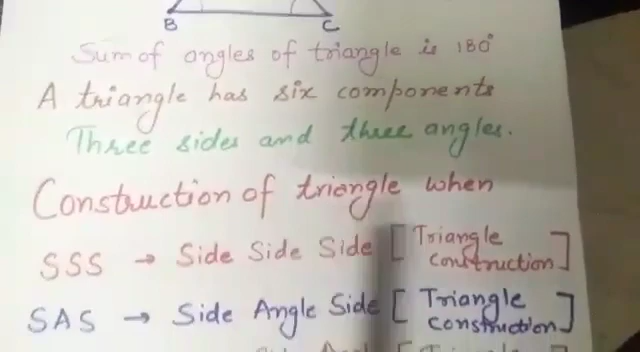 B C
Sum of angles of triangle is 180°
A triangle has six components
Three sides and three angles.
Construction of triangle when
SSS → Side Side Side [Triangle Construction]
SAS → Side Angle Side [Triangle Construction]